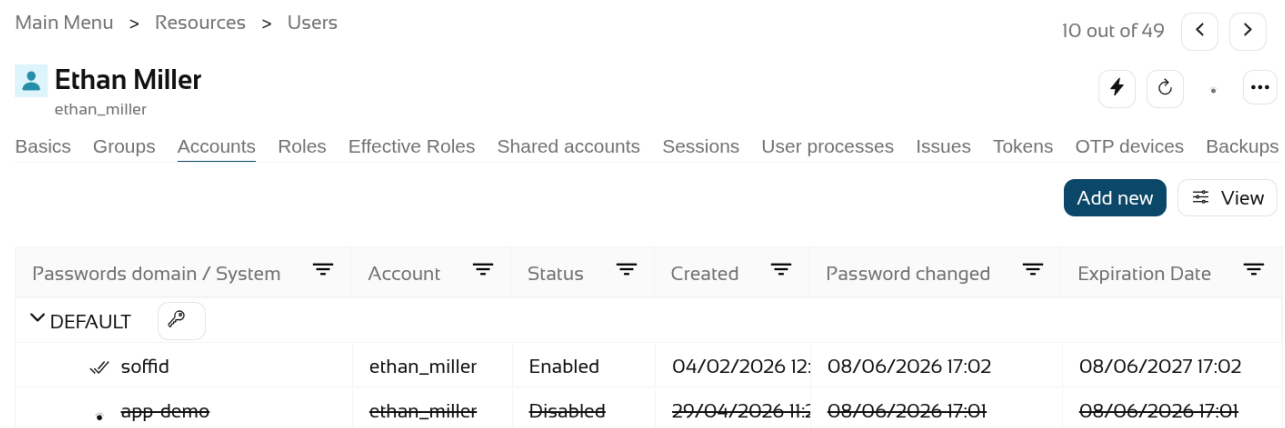 Main Menu > Resources > Users
10 out of 49
Ethan Miller
ethan_miller
Basics Groups Accounts Roles Effective Roles Shared accounts Sessions User processes Issues Tokens OTP devices Backups
Add new View
Passwords domain / System Account Status Created Password changed Expiration Date
DEFAULT
soffid ethan_miller Enabled 04/02/2026 12: 08/06/2026 17:02 08/06/2027 17:02
app-demo ethan_miller Disabled 29/04/2026 11:2 08/06/2026 17:01 08/06/2026 17:01